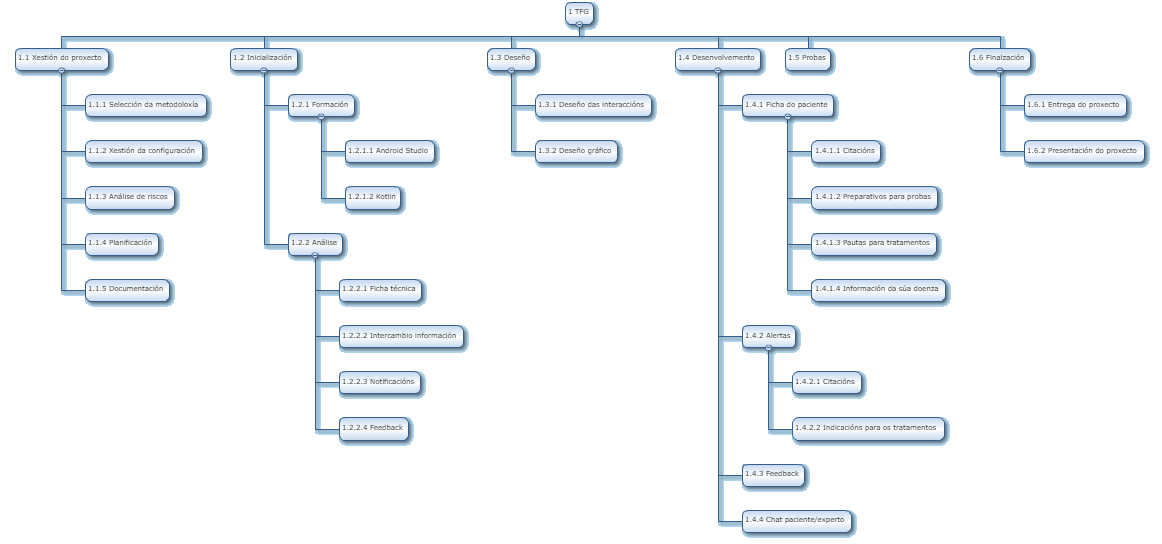 1 TFG
1.1 Xestión do proxecto
1.1.1 Selección da metodoloxía
1.1.2 Xestión da configuración
1.1.3 Análise de riscos
1.1.4 Planificación
1.1.5 Documentación
1.2 Inicialización
1.2.1 Formación
1.2.1.1 Android Studio
1.2.1.2 Kotlin
1.2.2 Análise
1.2.2.1 Ficha técnica
1.2.2.2 Intercambio información
1.2.2.3 Notificacións
1.2.2.4 Feedback
1.3 Deseño
1.3.1 Deseño das interaccións
1.3.2 Deseño gráfico
1.4 Desenvolvemento
1.4.1 Ficha do paciente
1.4.1.1 Citacións
1.4.1.2 Preparativos para probas
1.4.1.3 Pautas para tratamentos
1.4.1.4 Información da súa doenza
1.4.2 Alertas
1.4.2.1 Citacións
1.4.2.2 Indicacións para os tratamentos
1.4.3 Feedback
1.4.4 Chat paciente/experto
1.5 Probas
1.6 Finalzación
1.6.1 Entrega do proxecto
1.6.2 Presentación do proxecto